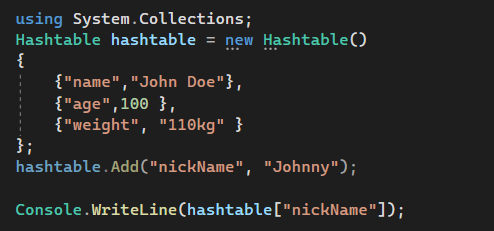 using System.Collections;
Hashtable hashtable = new Hashtable()
{
    {"name","John Doe"},
    {"age",100 },
    {"weight", "110kg" }
};
hashtable.Add("nickName", "Johnny");

Console.WriteLine(hashtable["nickName"]);